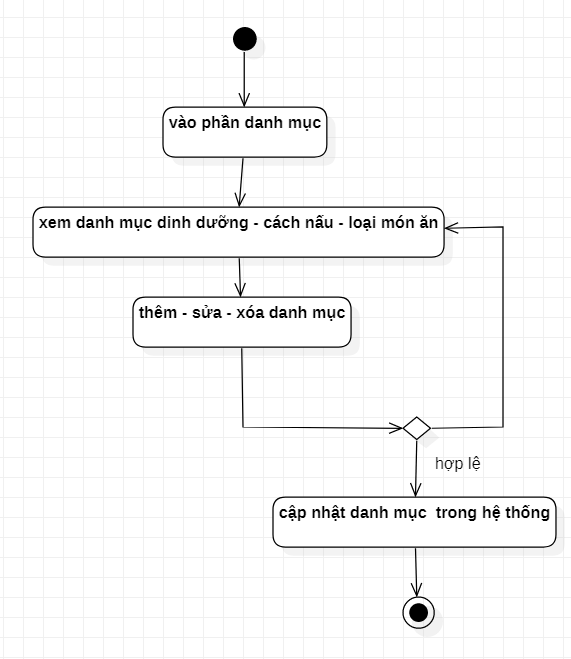 vào phần danh mục
xem danh mục dinh dưỡng - cách nấu - loại món ăn
thêm - sửa - xóa danh mục
hợp lệ
cập nhật danh mục  trong hệ thống